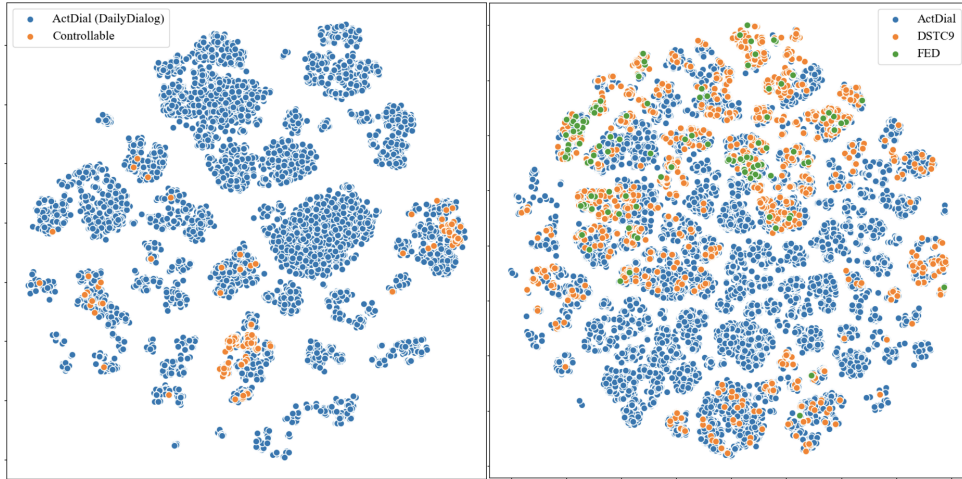 ActDial (DailyDialog)
Controllable
ActDial
DSTC9
FED